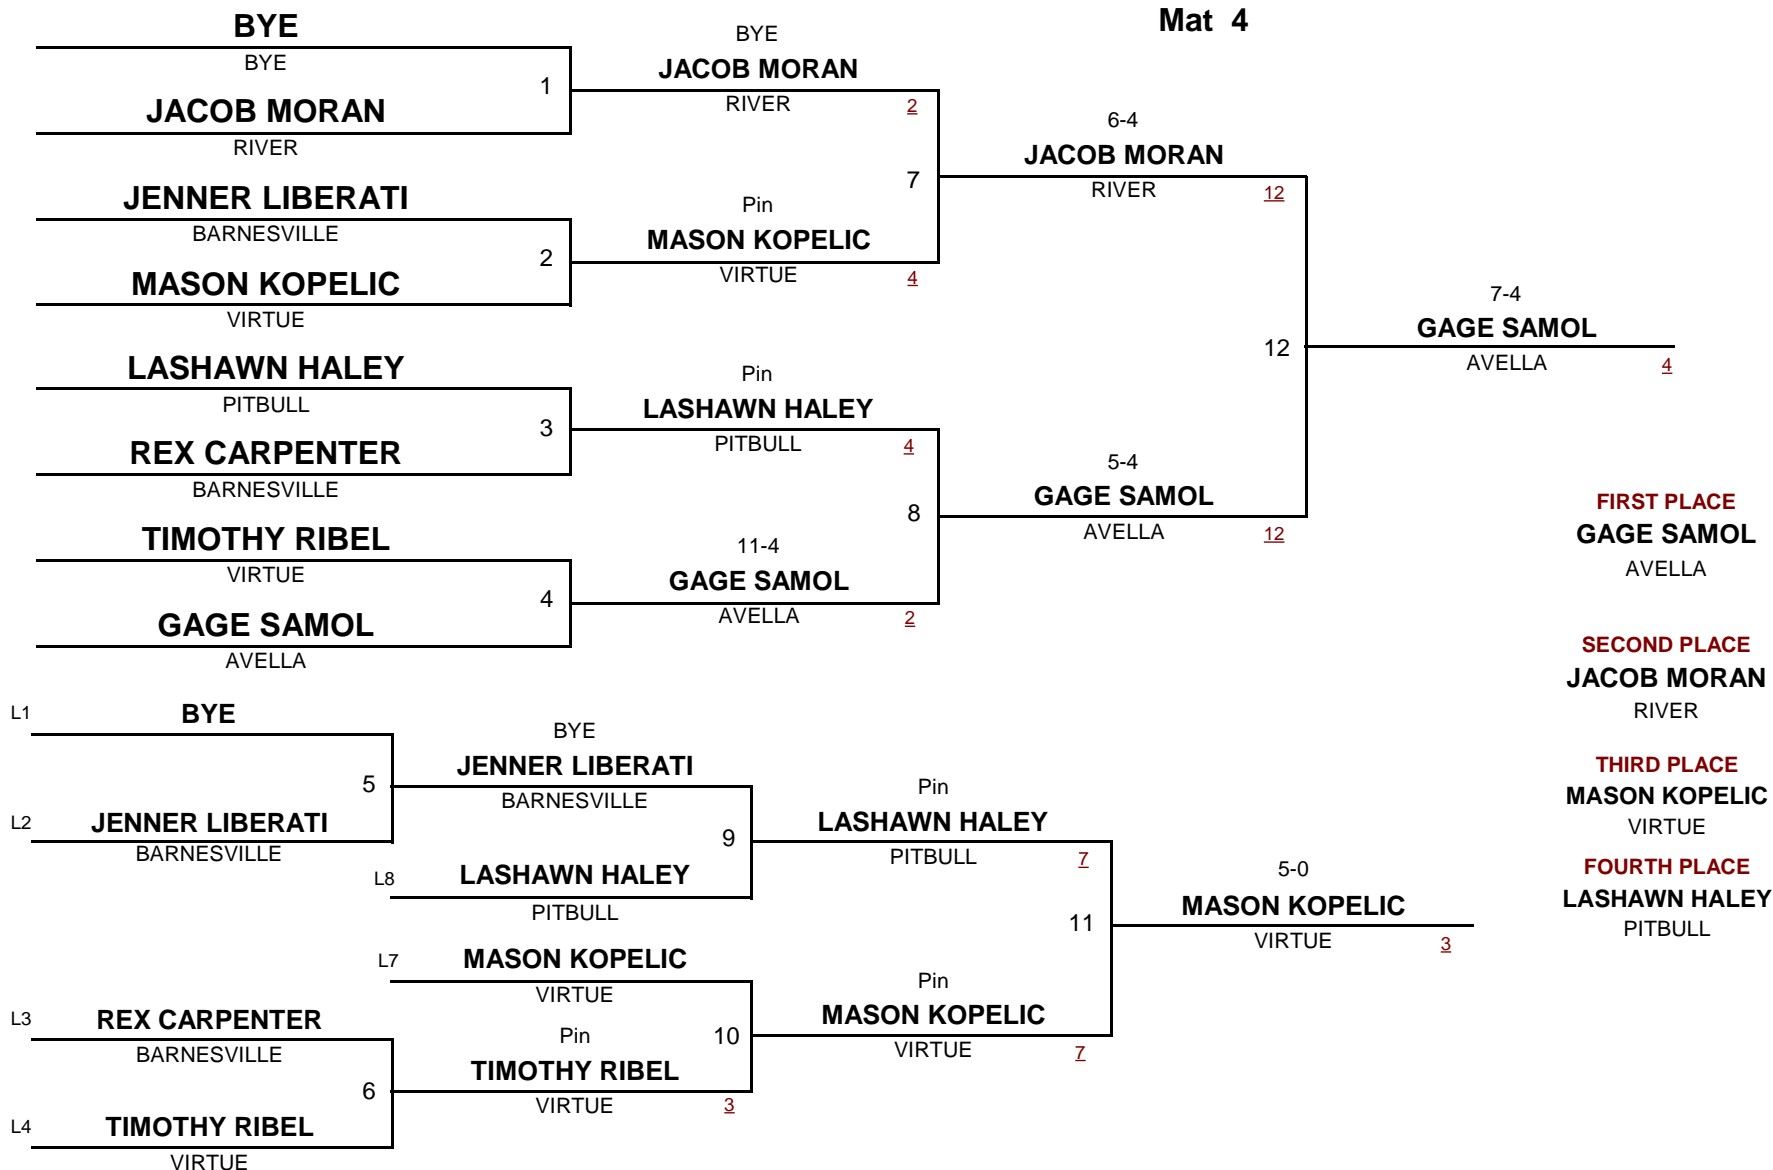 Mat 4
BYE
BYE
1
JACOB MORAN
RIVER
JENNER LIBERATI
BARNESVILLE
2
MASON KOPELIC
VIRTUE
LASHAWN HALEY
PITBULL
3
REX CARPENTER
BARNESVILLE
TIMOTHY RIBEL
VIRTUE
4
GAGE SAMOL
AVELLA
BYE
JACOB MORAN
RIVER
2
7
Pin
MASON KOPELIC
VIRTUE
4
Pin
LASHAWN HALEY
PITBULL
4
8
11-4
GAGE SAMOL
AVELLA
2
6-4
JACOB MORAN
RIVER
12
12
5-4
GAGE SAMOL
AVELLA
12
7-4
GAGE SAMOL
AVELLA
4
FIRST PLACE
GAGE SAMOL
AVELLA
SECOND PLACE
JACOB MORAN
RIVER
THIRD PLACE
MASON KOPELIC
VIRTUE
FOURTH PLACE
LASHAWN HALEY
PITBULL
L1
BYE
5
L2
JENNER LIBERATI
BARNESVILLE
L3
REX CARPENTER
BARNESVILLE
6
L4
TIMOTHY RIBEL
VIRTUE
BYE
JENNER LIBERATI
BARNESVILLE
9
L8
LASHAWN HALEY
PITBULL
L7
MASON KOPELIC
VIRTUE
10
Pin
TIMOTHY RIBEL
VIRTUE
3
Pin
LASHAWN HALEY
PITBULL
7
11
Pin
MASON KOPELIC
VIRTUE
7
5-0
MASON KOPELIC
VIRTUE
3